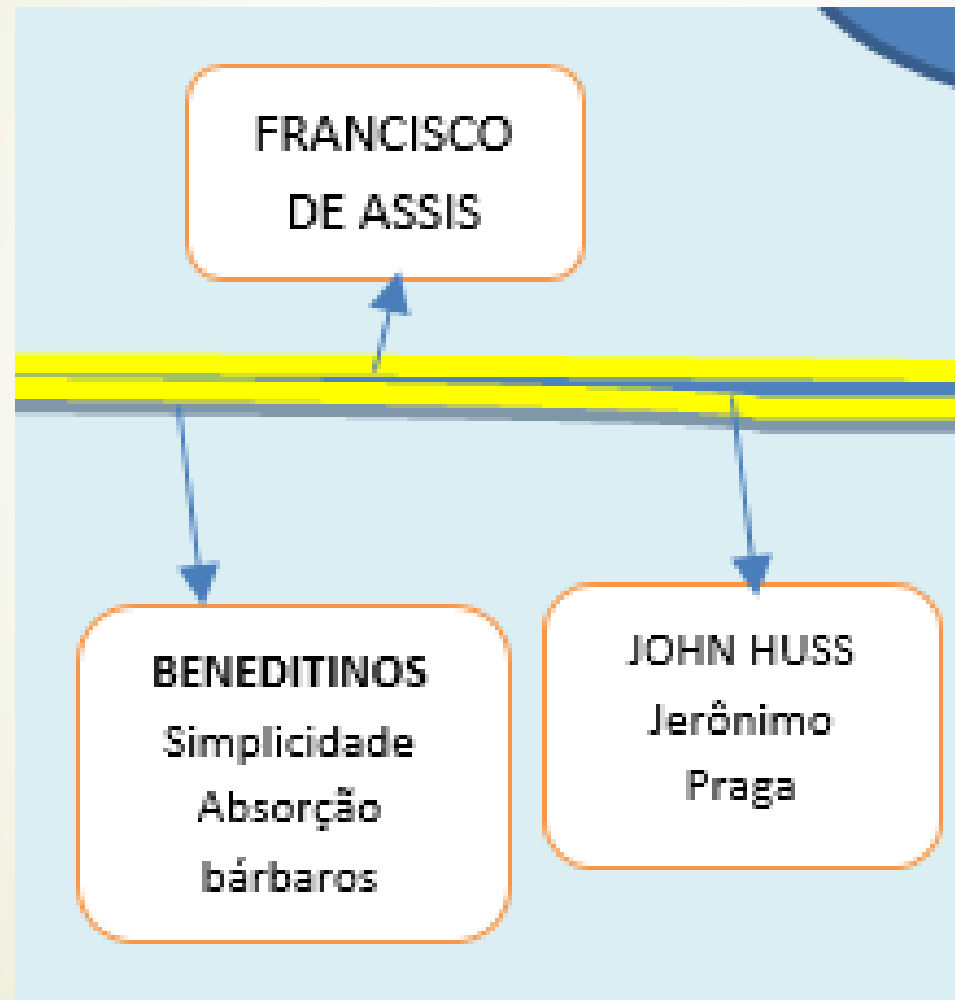 FRANCISCO
DE ASSIS
BENEDITINOS
Simplicidade
Absorção
bárbaros
JOHN HUSS
Jerônimo
Praga